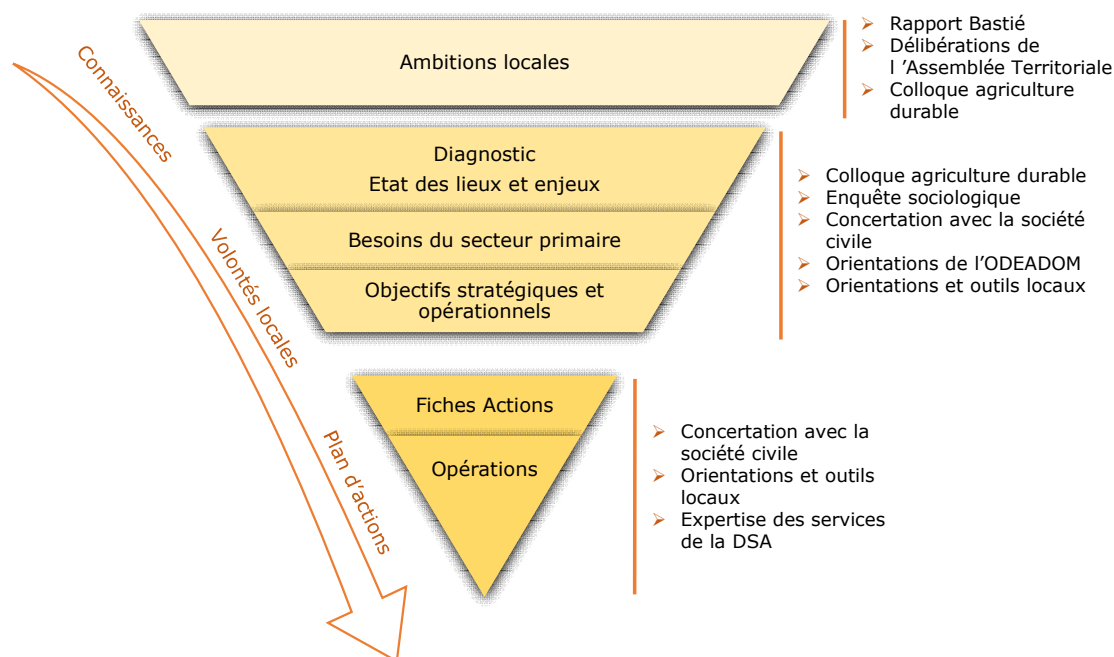 Connaissances
Volontés locales
Plan d’actions
Ambitions locales
Rapport Bastié
Délibérations de
l ’Assemblée Territoriale
Colloque agriculture
durable
Diagnostic
Etat des lieux et enjeux
Besoins du secteur primaire
Objectifs stratégiques et
opérationnels
Colloque agriculture durable
Enquête sociologique
Concertation avec la société
civile
Orientations de l’ODEADOM
Orientations et outils locaux
Fiches Actions
Opérations
Concertation avec la
société civile
Orientations et outils
locaux
Expertise des services
de la DSA